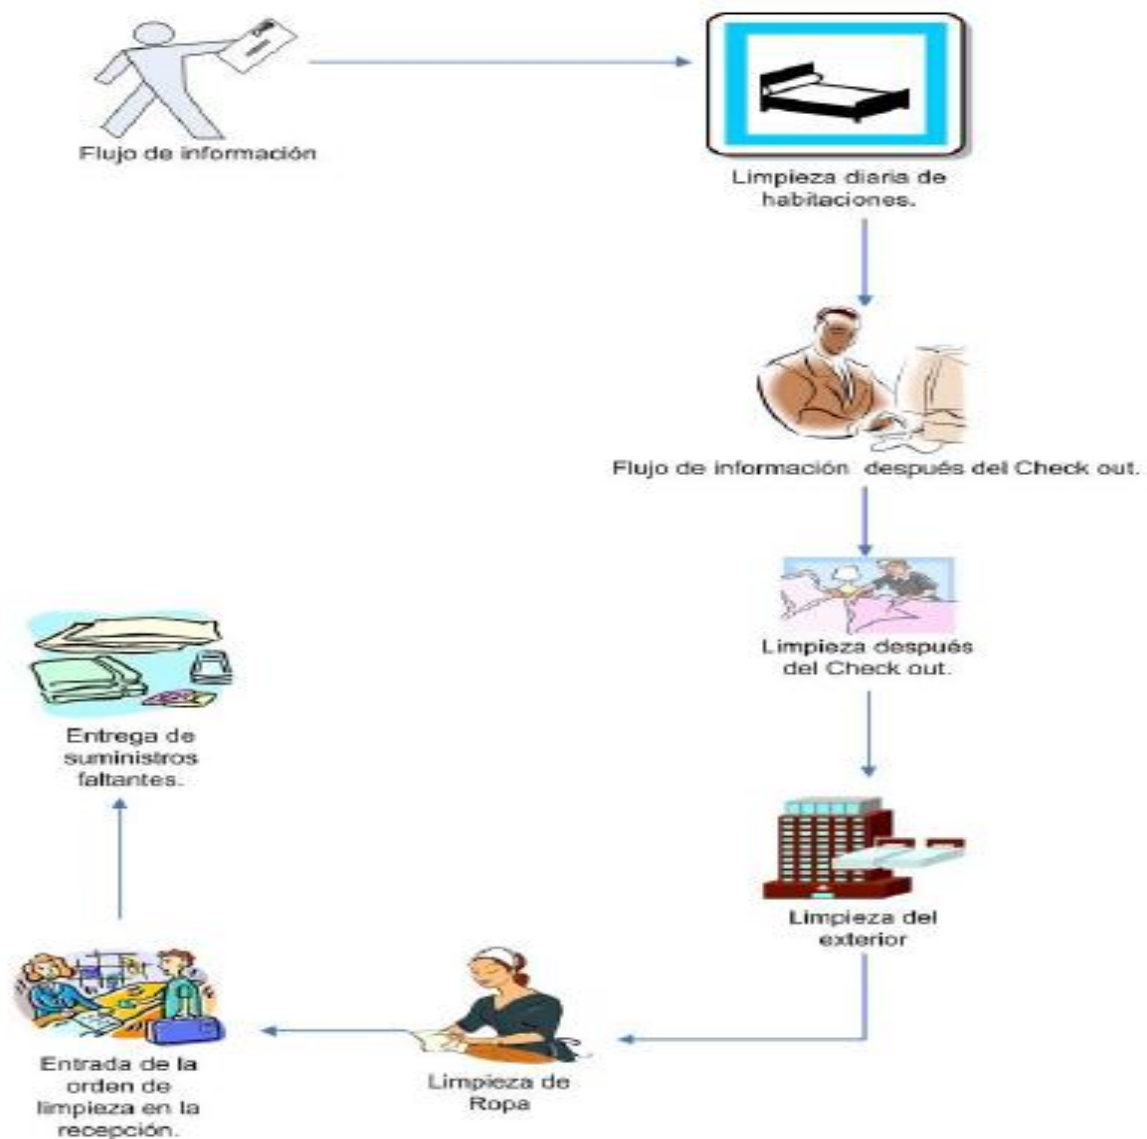 Flujo de información
Limpieza diaria de
habitaciones.
Flujo de información después del Check out.
Limpieza después
del Check out.
Limpieza del
exterior
Limpieza de
Ropa
Entrada de la
orden de
limpieza en la
recepción.
Entrega de
suministros
faltantes.